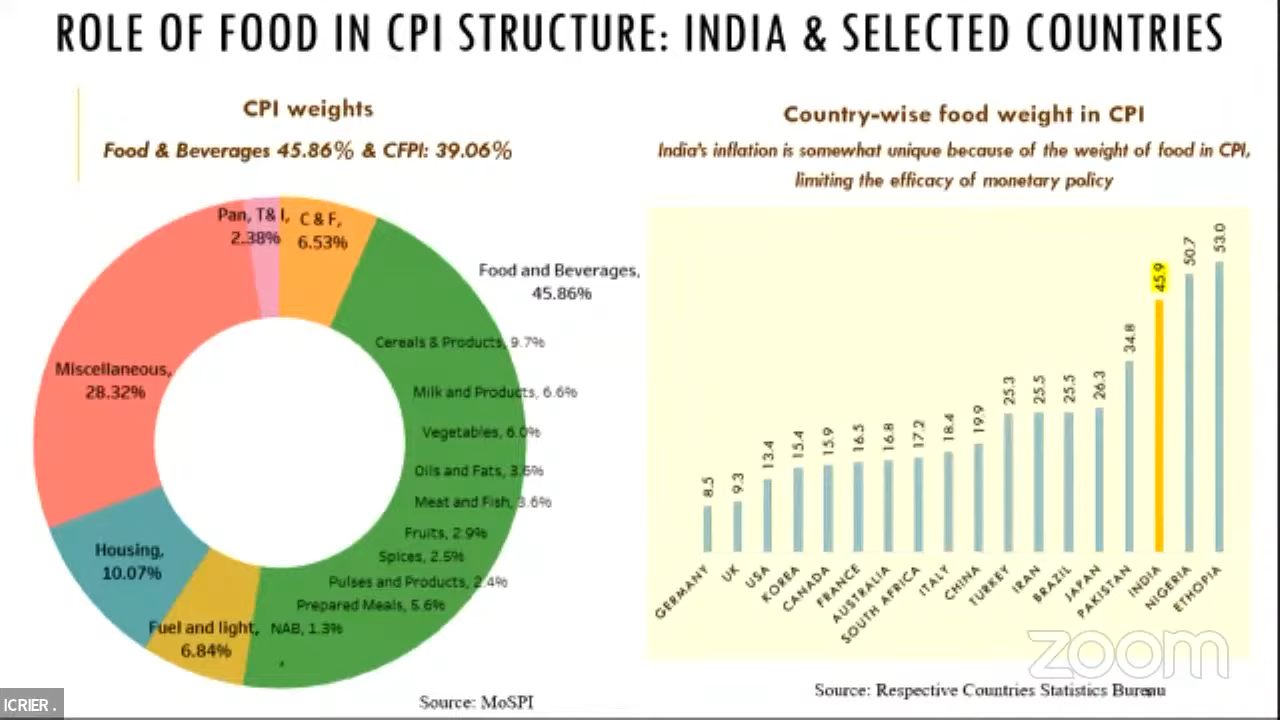 ROLE OF FOOD IN CPI STRUCTURE: INDIA & SELECTED COUNTRIES
CPI weights
Food & Beverages 45.86% & CFPI: 39.06%
Pan, T& I,
2.38%
C & F,
6.53%
Food and Beverages,
45.86%
Cereals & Products, 9.7%
Milk and Products, 6.6%
Vegetables, 6.0%
Oils and Fats, 3.6%
Meat and Fish, 3.6%
Fruits, 2.9%
Spices, 2.5%
Pulses and Products, 2.4%
Prepared Meals, 5.6%
NAB, 1.3%
Miscellaneous,
28.32%
Housing,
10.07%
Fuel and light,
6.84%
Source: MoSPI
Country-wise food weight in CPI
India's inflation is somewhat unique because of the weight of food in CPI,
limiting the efficacy of monetary policy
8.5
9.3
13.4
15.4
15.9
16.5
16.8
17.2
18.4
19.9
25.3
25.5
25.5
26.3
34.8
45.9
50.7
53.0
GERMANY
UK
USA
KOREA
CANADA
FRANCE
AUSTRALIA
SOUTH AFRICA
ITALY
CHINA
TURKEY
IRAN
BRAZIL
JAPAN
PAKISTAN
INDIA
NIGERIA
ETHOPIA
Source: Respective Countries Statistics Bureau
zoom
ICRIER .